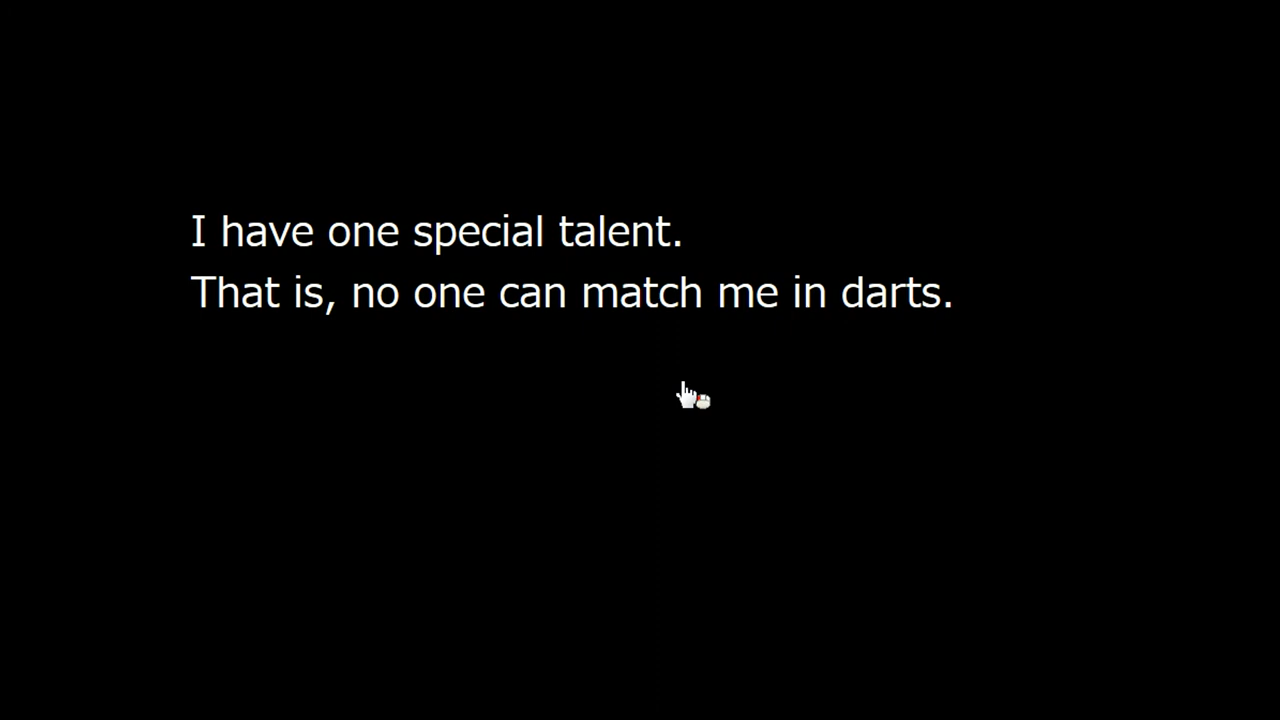 I have one special talent.
That is, no one can match me in darts.